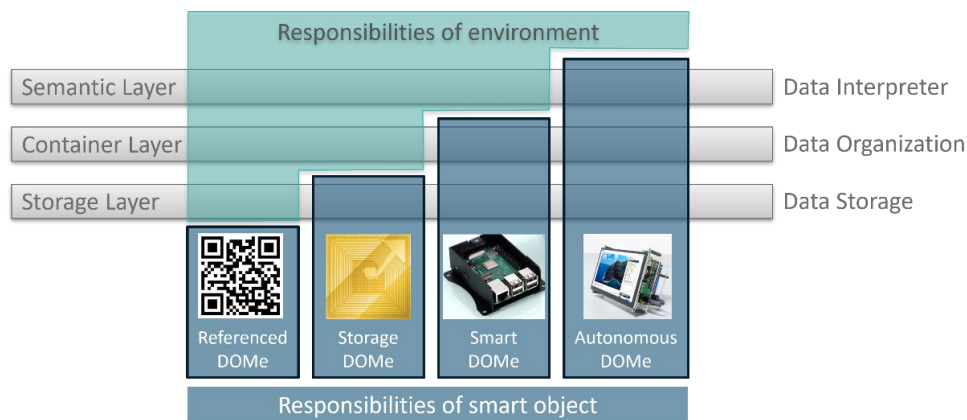 Responsibilities of environment
Semantic Layer
Data Interpreter
Container Layer
Data Organization
Storage Layer
Data Storage
Referenced
DOMe
Storage
DOMe
Smart
DOMe
Autonomous
DOMe
Responsibilities of smart object